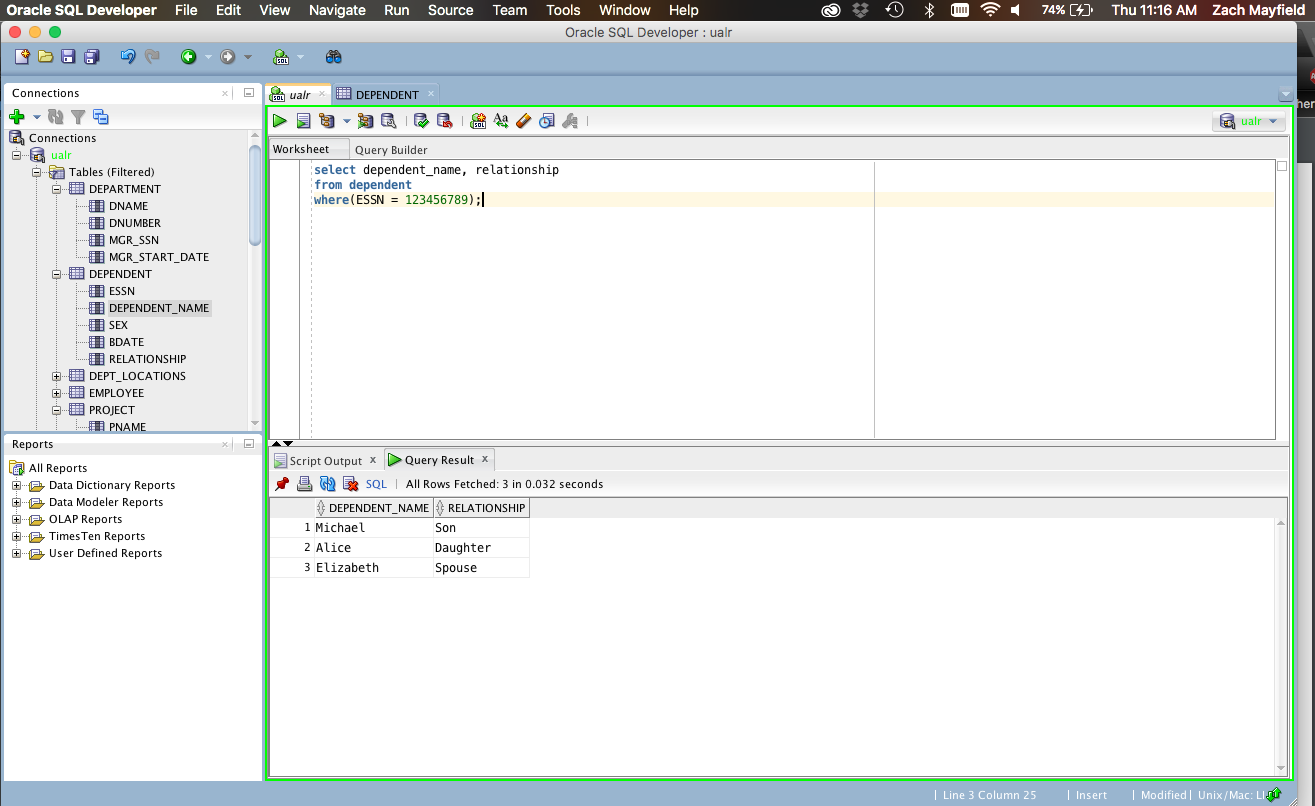 Oracle SQL Developer File Edit View Navigate Run Source Team Tools Window Help 74% Thu 11:16 AM Zach Mayfield
Oracle SQL Developer : ualr
Connections
Connections
ualr
Tables (Filtered)
DEPARTMENT
DNAME
DNUMBER
MGR_SSN
MGR_START_DATE
DEPENDENT
ESSN
DEPENDENT_NAME
SEX
BDATE
RELATIONSHIP
DEPT_LOCATIONS
EMPLOYEE
PROJECT
PNAME
Reports
All Reports
Data Dictionary Reports
Data Modeler Reports
OLAP Reports
TimesTen Reports
User Defined Reports
ualr DEPENDENT
ualr
Worksheet Query Builder
select dependent_name, relationship
from dependent
where(ESSN = 123456789);
Script Output Query Result
SQL | All Rows Fetched: 3 in 0.032 seconds
DEPENDENT_NAME RELATIONSHIP
1 Michael Son
2 Alice Daughter
3 Elizabeth Spouse
| Line 3 Column 25 | Insert | Modified | Unix/Mac: